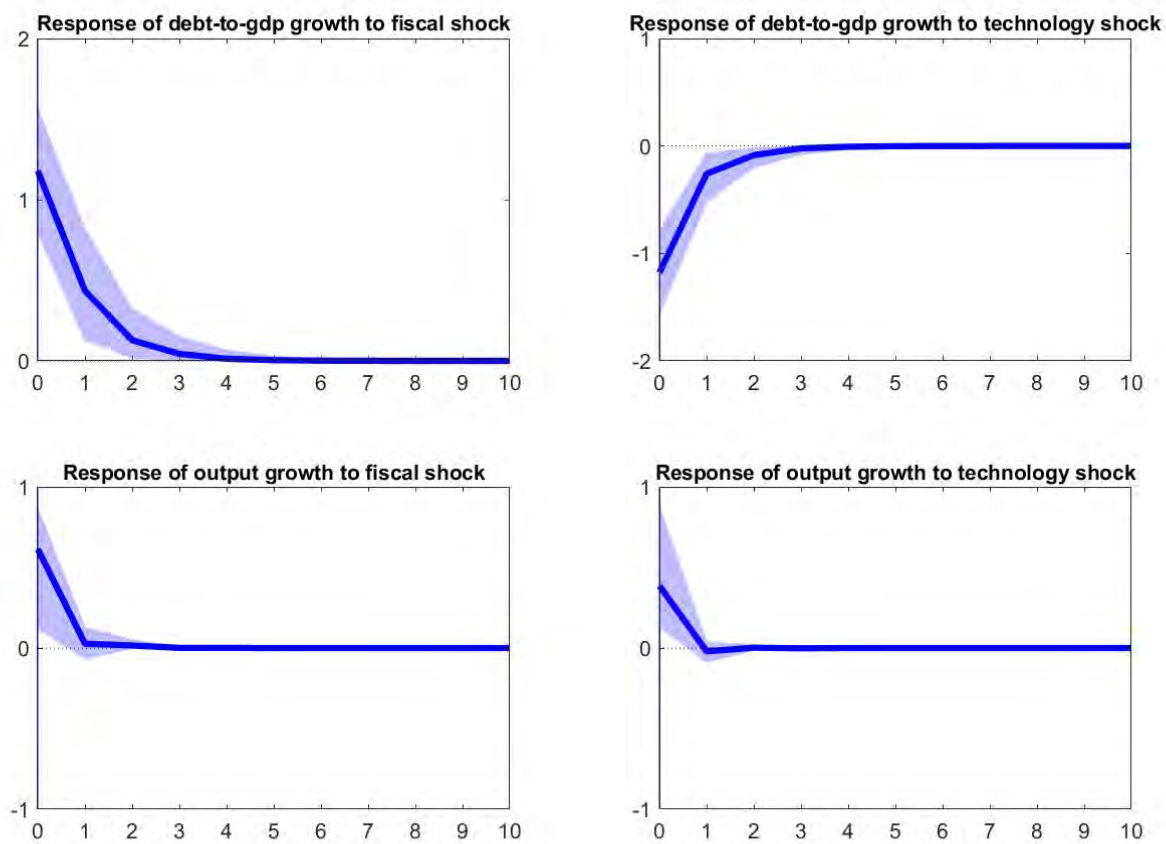 Response of debt-to-gdp growth to fiscal shock
2
1
0
0 1 2 3 4 5 6 7 8 9 10
Response of debt-to-gdp growth to technology shock
1
0
-1
-2
0 1 2 3 4 5 6 7 8 9 10
Response of output growth to fiscal shock
1
0
-1
0 1 2 3 4 5 6 7 8 9 10
Response of output growth to technology shock
1
0
-1
0 1 2 3 4 5 6 7 8 9 10